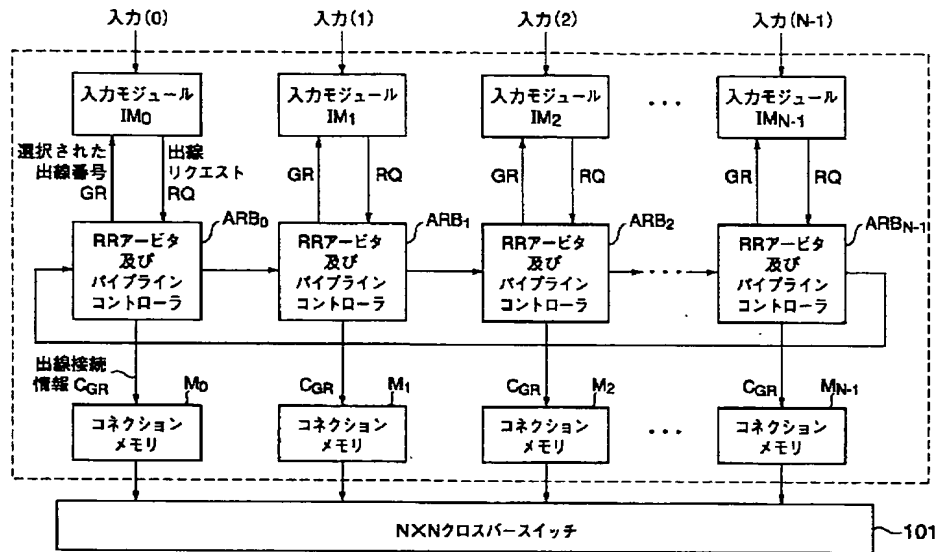 入力(0) 入力(1) 入力(2) 入力(N-1)
入力モジュール
IM0
入力モジュール
IM1
入力モジュール
IM2
・・・
入力モジュール
IMN-1
選択された
出線番号
GR
出線
リクエスト
RQ
GR RQ
GR RQ
GR RQ
ARB0
ARB1
ARB2
ARBN-1
RRアービタ
及び
パイプライン
コントローラ
RRアービタ
及び
パイプライン
コントローラ
RRアービタ
及び
パイプライン
コントローラ
・・・・
RRアービタ
及び
パイプライン
コントローラ
出線接続
情報 CGR
M0
CGR
M1
CGR
M2
CGR
MN-1
コネクション
メモリ
コネクション
メモリ
コネクション
メモリ
・・・
コネクション
メモリ
N×Nクロスバースイッチ
101